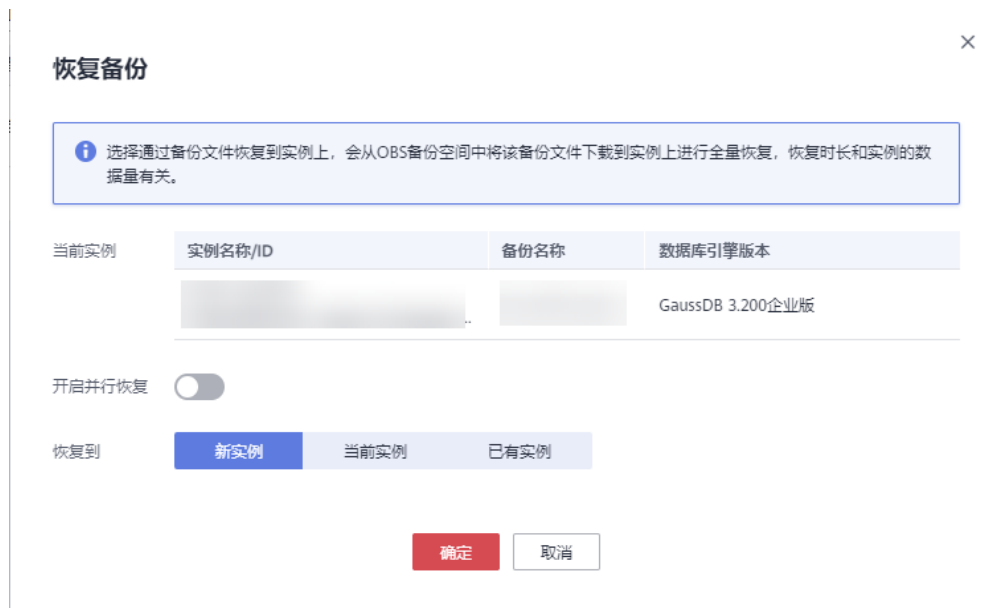 恢复备份
选择通过备份文件恢复到实例上，会从OBS备份空间中将该备份文件下载到实例上进行全量恢复，恢复时长和实例的数
据量有关。
当前实例 实例名称/ID 备份名称 数据库引擎版本
.. GaussDB 3.200企业版
开启并行恢复
恢复到 新实例 当前实例 已有实例
确定 取消